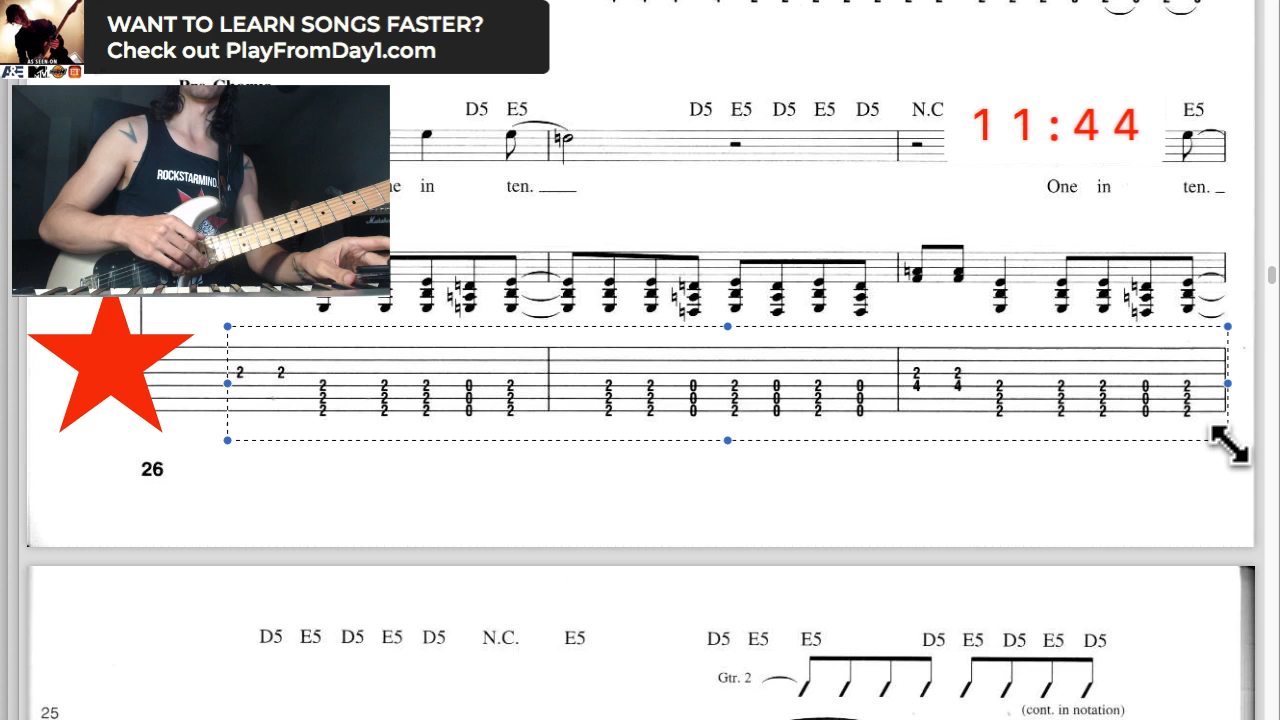 WANT TO LEARN SONGS FASTER?
Check out PlayFromDay1.com
AS SEEN ON
A&E MTV ET
Pre-Chorus
D5 E5 D5 E5 D5 E5 D5 N.C E5
11:44
in ten. One in ten.
ROCKSTARMIND
Marshall
2 2 2 2 2 0 2 2 2 0 2 0 2 0 2 2 2 2 2 0 2
2 2 2 0 2 2 2 0 2 0 2 0 4 4 2 2 2 0 2
2 2 2 0 2 2 2 0 2 0 2 0 2 2 2 0 2
26
D5 E5 D5 E5 D5 N.C. E5 D5 E5 E5 D5 E5 D5 E5 D5
Gtr. 2
(cont. in notation)
25